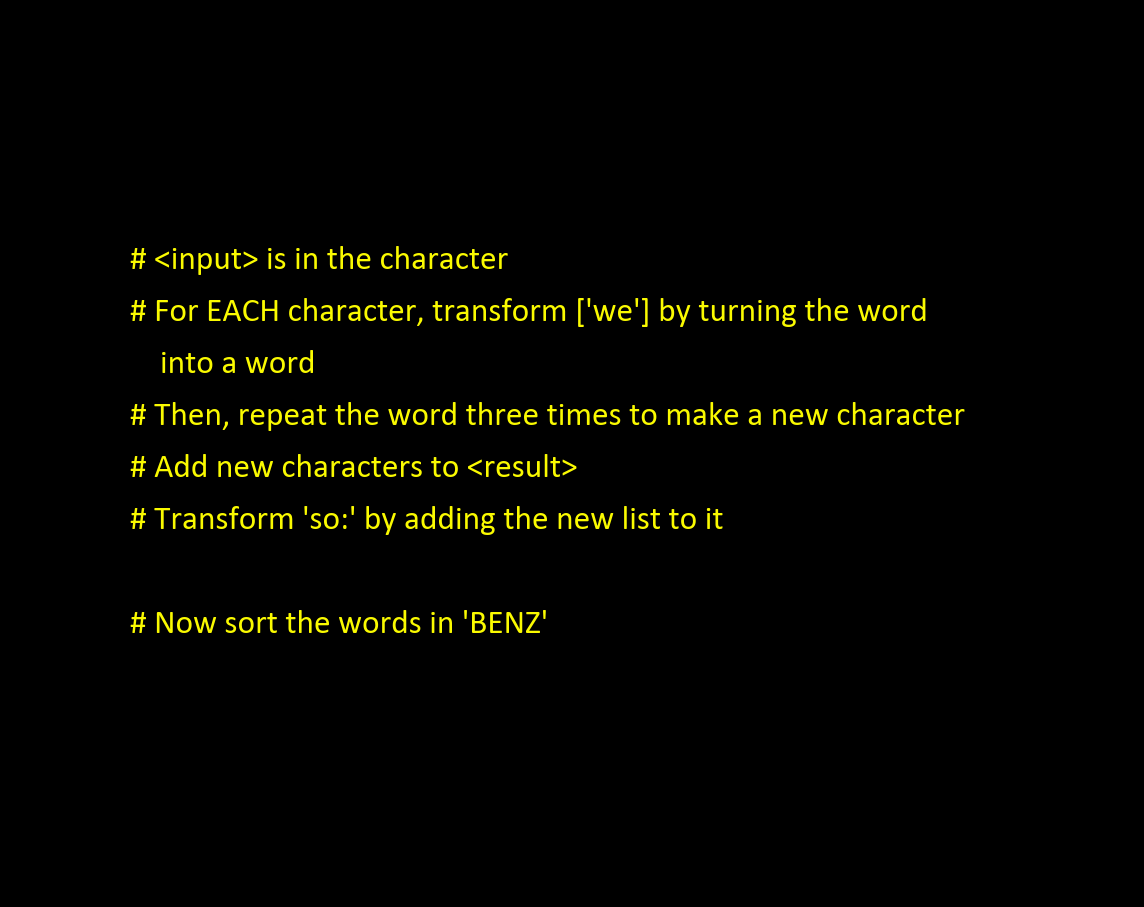 # <input> is in the character
# For EACH character, transform ['we'] by turning the word
into a word
# Then, repeat the word three times to make a new character
# Add new characters to <result>
# Transform 'so:' by adding the new list to it
# Now sort the words in 'BENZ'